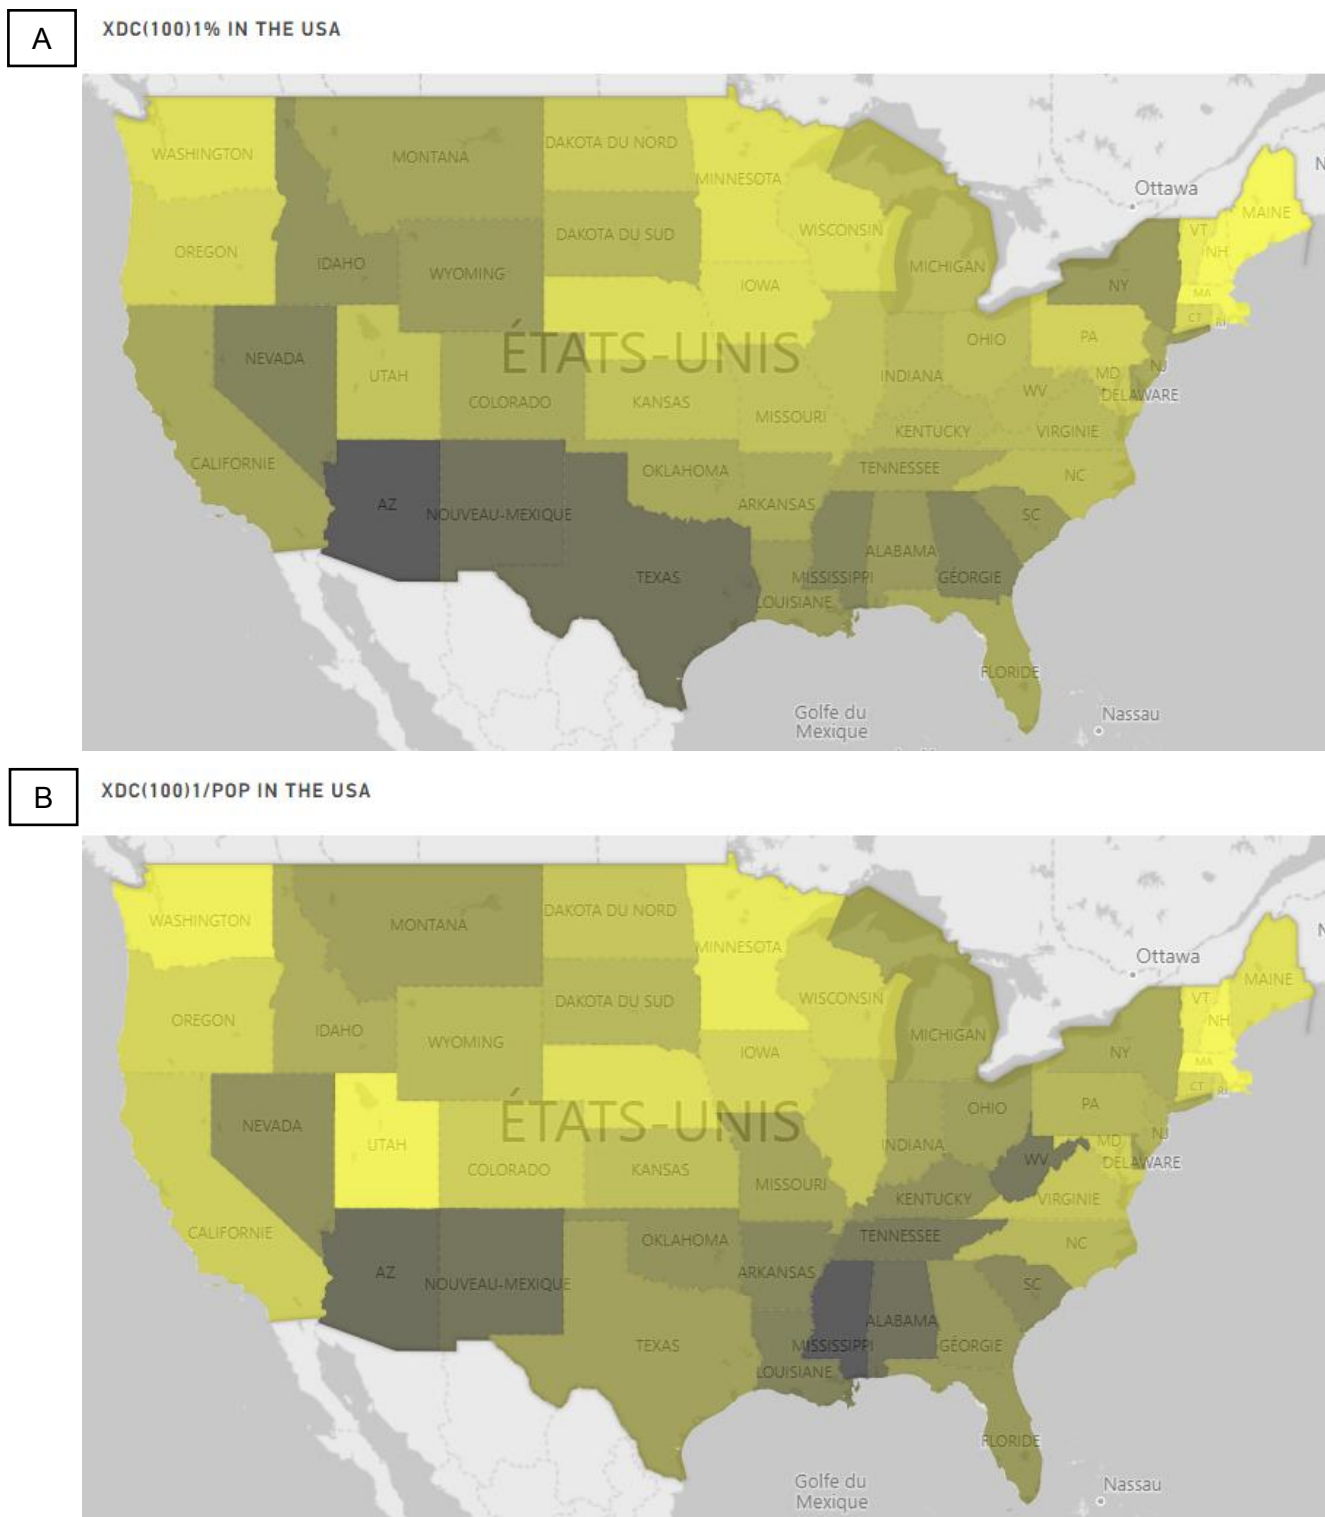 A
XDC(100)1% IN THE USA
WASHINGTON
MONTANA
DAKOTA DU NORD
MINNESOTA
Ottawa
N
OREGON
IDAHO
WYOMING
DAKOTA DU SUD
WISCONSIN
MICHIGAN
VT
NH
MAINE
IOWA
NY
MA
CT
RI
NEVADA
UTAH
COLORADO
ÉTATS-UNIS
KANSAS
MISSOURI
INDIANA
OHIO
PA
NJ
MD
DELAWARE
WV
KENTUCKY
VIRGINIE
CALIFORNIE
AZ
NOUVEAU-MEXIQUE
OKLAHOMA
ARKANSAS
TENNESSEE
NC
SC
TEXAS
MISSISSIPPI
ALABAMA
GÉORGIE
LOUISIANE
FLORIDE
Golfe du
Mexique
Nassau
B
XDC(100)1/POP IN THE USA
WASHINGTON
MONTANA
DAKOTA DU NORD
MINNESOTA
Ottawa
N
OREGON
IDAHO
WYOMING
DAKOTA DU SUD
WISCONSIN
MICHIGAN
VT
NH
MAINE
IOWA
NY
MA
CT
RI
NEVADA
UTAH
COLORADO
ÉTATS-UNIS
KANSAS
MISSOURI
INDIANA
OHIO
PA
NJ
MD
DELAWARE
WV
KENTUCKY
VIRGINIE
CALIFORNIE
AZ
NOUVEAU-MEXIQUE
OKLAHOMA
ARKANSAS
TENNESSEE
NC
SC
TEXAS
MISSISSIPPI
ALABAMA
GÉORGIE
LOUISIANE
FLORIDE
Golfe du
Mexique
Nassau